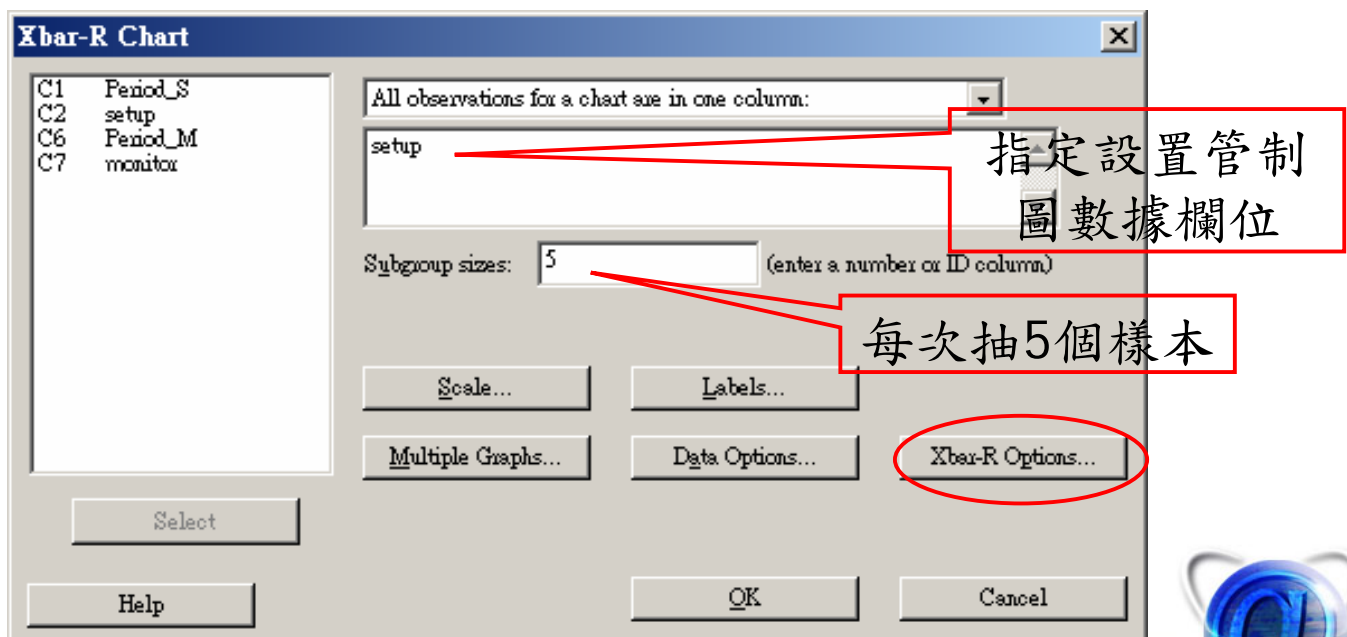 Xbar-R Chart
C1 Period_S
C2 setup
C6 Period_M
C7 monitor
All observations for a chart are in one column:
setup
指定設置管制
圖數據欄位
Subgroup sizes: 5 (enter a number or ID column)
每次抽5個樣本
Scale... Labels...
Multiple Graphs... Data Options... Xbar-R Options...
Select
Help OK Cancel